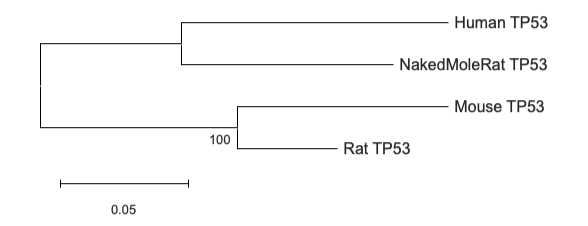 Human TP53
NakedMoleRat TP53
Mouse TP53
100
Rat TP53
0.05